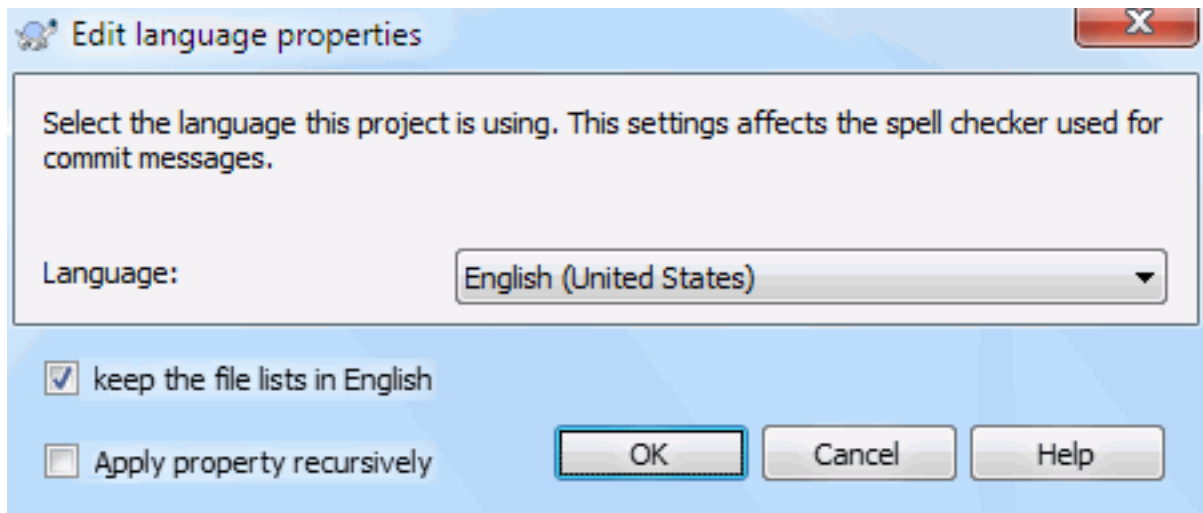 Edit language properties
Select the language this project is using. This settings affects the spell checker used for
commit messages.
Language:
English (United States)
keep the file lists in English
Apply property recursively
OK
Cancel
Help